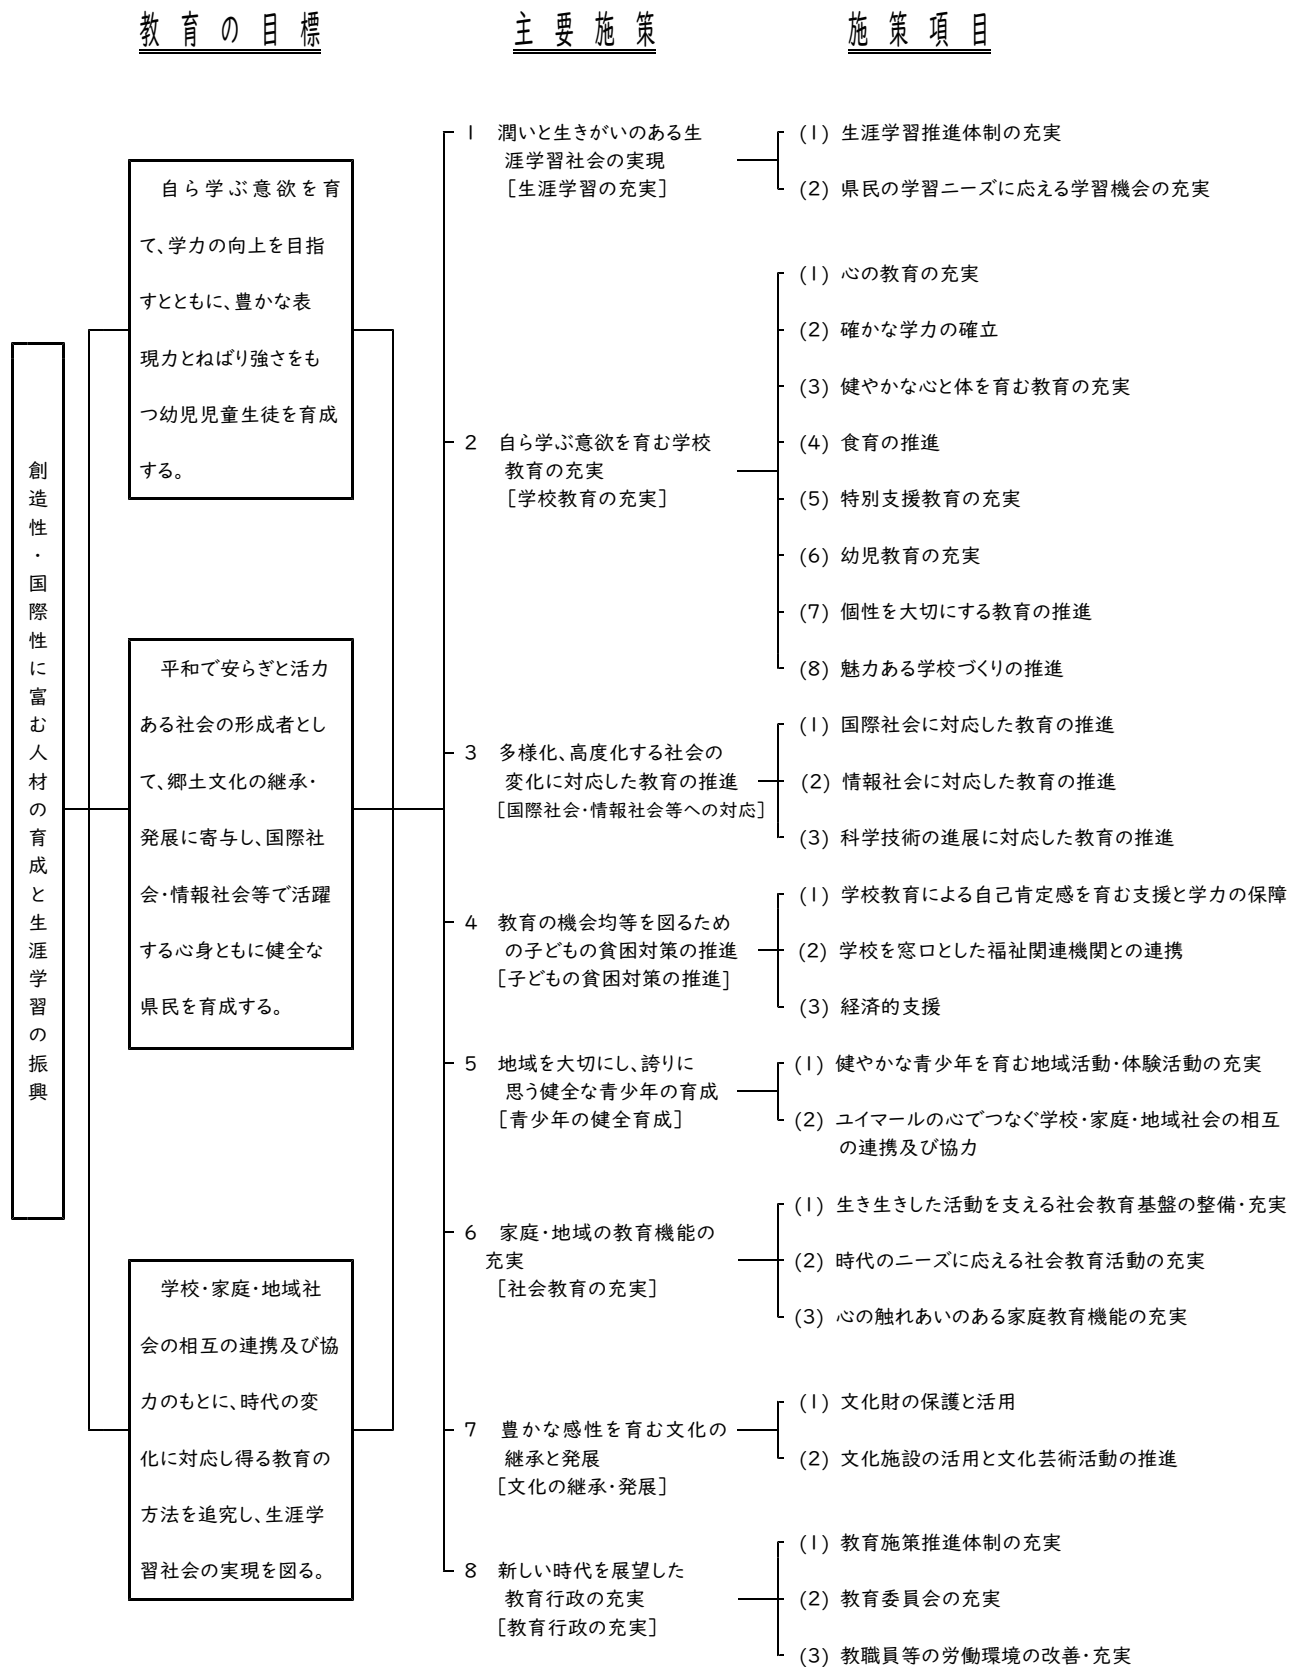 教育の目標
主要施策
施策項目
創造性・国際性に富む人材の育成と生涯学習の振興
自ら学ぶ意欲を育
て、学力の向上を目指
すとともに、豊かな表
現力とねばり強さをも
つ幼児児童生徒を育成
する。
平和で安らぎと活力
ある社会の形成者とし
て、郷土文化の継承・
発展に寄与し、国際社
会・情報社会等で活躍
する心身ともに健全な
県民を育成する。
学校・家庭・地域社
会の相互の連携及び協
力のもとに、時代の変
化に対応し得る教育の
方法を追究し、生涯学
習社会の実現を図る。
1 潤いと生きがいのある生
涯学習社会の実現
[生涯学習の充実]
(1) 生涯学習推進体制の充実
(2) 県民の学習ニーズに応える学習機会の充実
2 自ら学ぶ意欲を育む学校
教育の充実
[学校教育の充実]
(1) 心の教育の充実
(2) 確かな学力の確立
(3) 健やかな心と体を育む教育の充実
(4) 食育の推進
(5) 特別支援教育の充実
(6) 幼児教育の充実
(7) 個性を大切にする教育の推進
(8) 魅力ある学校づくりの推進
3 多様化、高度化する社会の
変化に対応した教育の推進
[国際社会・情報社会等への対応]
(1) 国際社会に対応した教育の推進
(2) 情報社会に対応した教育の推進
(3) 科学技術の進展に対応した教育の推進
4 教育の機会均等を図るため
の子どもの貧困対策の推進
[子どもの貧困対策の推進]
(1) 学校教育による自己肯定感を育む支援と学力の保障
(2) 学校を窓口とした福祉関連機関との連携
(3) 経済的支援
5 地域を大切にし、誇りに
思う健全な青少年の育成
[青少年の健全育成]
(1) 健やかな青少年を育む地域活動・体験活動の充実
(2) ユイマールの心でつなぐ学校・家庭・地域社会の相互
の連携及び協力
6 家庭・地域の教育機能の
充実
[社会教育の充実]
(1) 生き生きした活動を支える社会教育基盤の整備・充実
(2) 時代のニーズに応える社会教育活動の充実
(3) 心の触れあいのある家庭教育機能の充実
7 豊かな感性を育む文化の
継承と発展
[文化の継承・発展]
(1) 文化財の保護と活用
(2) 文化施設の活用と文化芸術活動の推進
8 新しい時代を展望した
教育行政の充実
[教育行政の充実]
(1) 教育施策推進体制の充実
(2) 教育委員会の充実
(3) 教職員等の労働環境の改善・充実